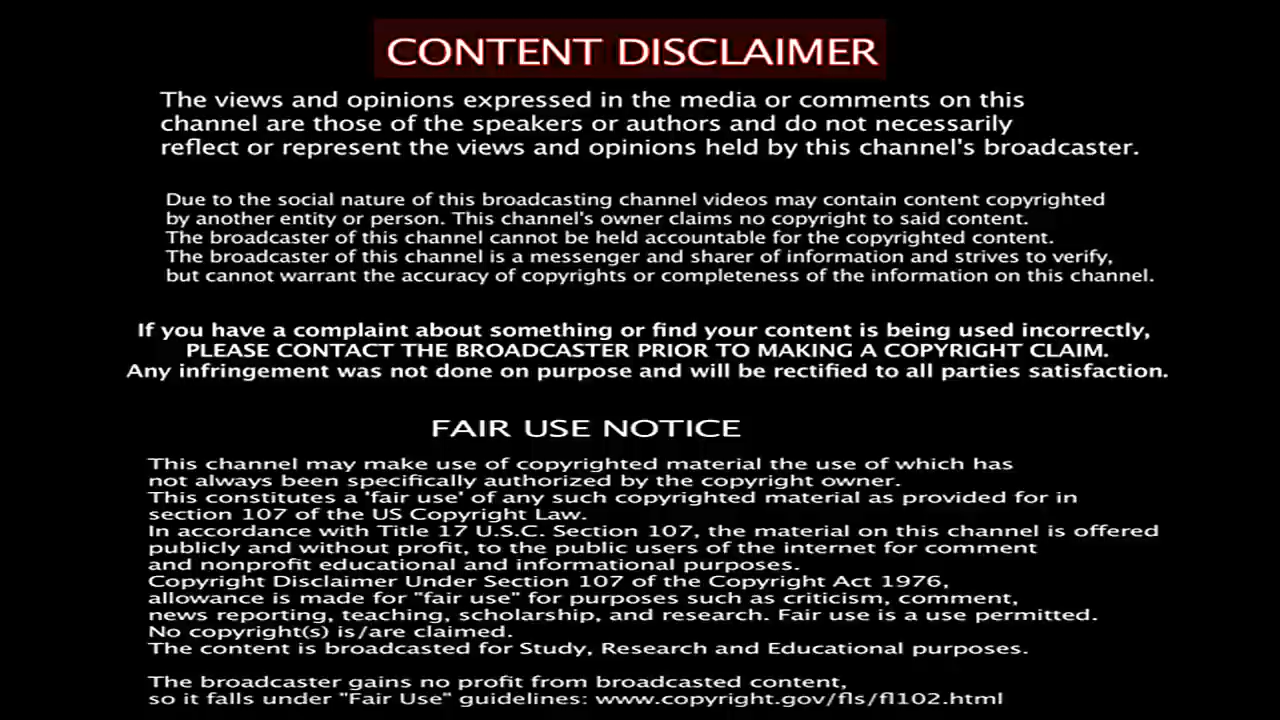 CONTENT DISCLAIMER
The views and opinions expressed in the media or comments on this
channel are those of the speakers or authors and do not necessarily
reflect or represent the views and opinions held by this channel's broadcaster.
Due to the social nature of this broadcasting channel videos may contain content copyrighted
by another entity or person. This channel's owner claims no copyright to said content.
The broadcaster of this channel cannot be held accountable for the copyrighted content.
The broadcaster of this channel is a messenger and sharer of information and strives to verify,
but cannot warrant the accuracy of copyrights or completeness of the information on this channel.
If you have a complaint about something or find your content is being used incorrectly,
PLEASE CONTACT THE BROADCASTER PRIOR TO MAKING A COPYRIGHT CLAIM.
Any infringement was not done on purpose and will be rectified to all parties satisfaction.
FAIR USE NOTICE
This channel may make use of copyrighted material the use of which has
not always been specifically authorized by the copyright owner.
This constitutes a 'fair use' of any such copyrighted material as provided for in
section 107 of the US Copyright Law.
In accordance with Title 17 U.S.C. Section 107, the material on this channel is offered
publicly and without profit, to the public users of the internet for comment
and nonprofit educational and informational purposes.
Copyright Disclaimer Under Section 107 of the Copyright Act 1976,
allowance is made for "fair use" for purposes such as criticism, comment,
news reporting, teaching, scholarship, and research. Fair use is a use permitted.
No copyright(s) is/are claimed.
The content is broadcasted for Study, Research and Educational purposes.
The broadcaster gains no profit from broadcasted content,
so it falls under "Fair Use" guidelines: www.copyright.gov/fls/fl102.html